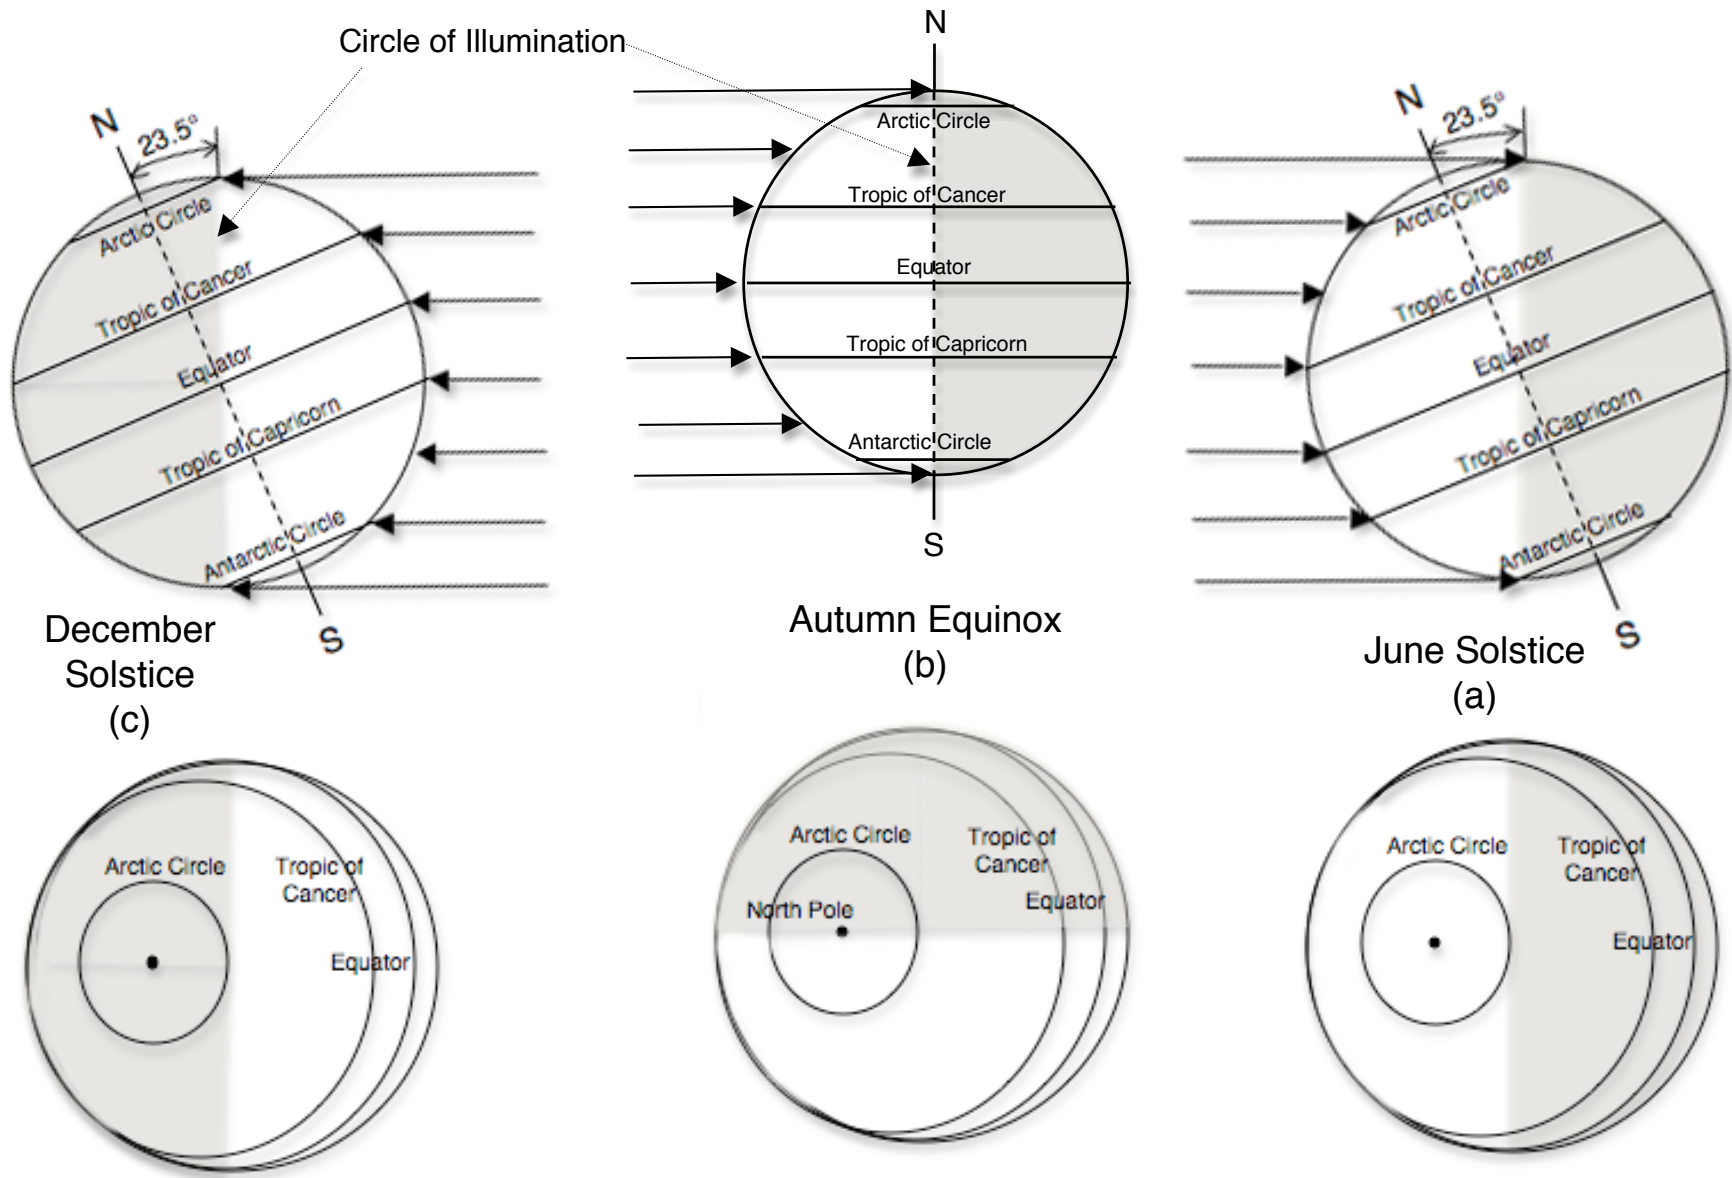 Circle of Illumination
N
23.5°
Arctic Circle
Tropic of Cancer
Equator
Tropic of Capricorn
Antarctic Circle
S
December
Solstice
(c)
N
Arctic Circle
Tropic of Cancer
Equator
Tropic of Capricorn
Antarctic Circle
S
Autumn Equinox
(b)
N
23.5°
Arctic Circle
Tropic of Cancer
Equator
Tropic of Capricorn
Antarctic Circle
S
June Solstice
(a)
Arctic Circle
Tropic of
Cancer
Equator
Arctic Circle
Tropic of
Cancer
North Pole
Equator
Arctic Circle
Tropic of
Cancer
Equator